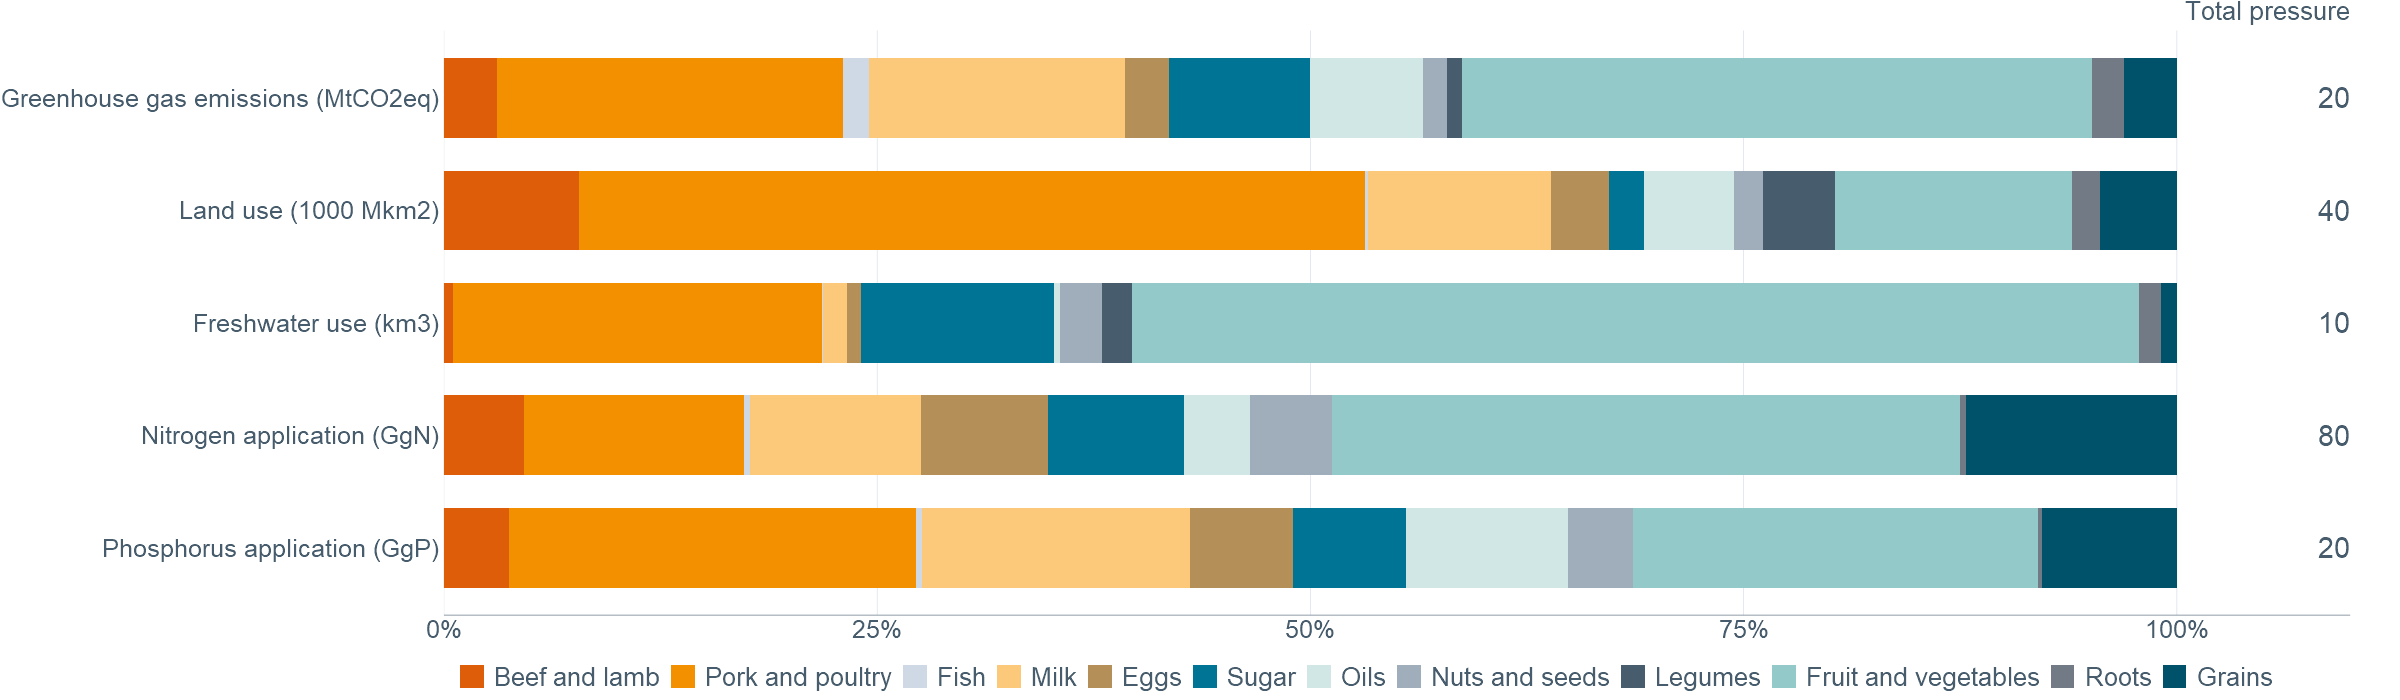 Total pressure
Greenhouse gas emissions (MtCO2eq) 20
Land use (1000 Mkm2) 40
Freshwater use (km3) 10
Nitrogen application (GgN) 80
Phosphorus application (GgP) 20
0% 25% 50% 75% 100%
Beef and lamb Pork and poultry Fish Milk Eggs Sugar Oils Nuts and seeds Legumes Fruit and vegetables Roots Grains